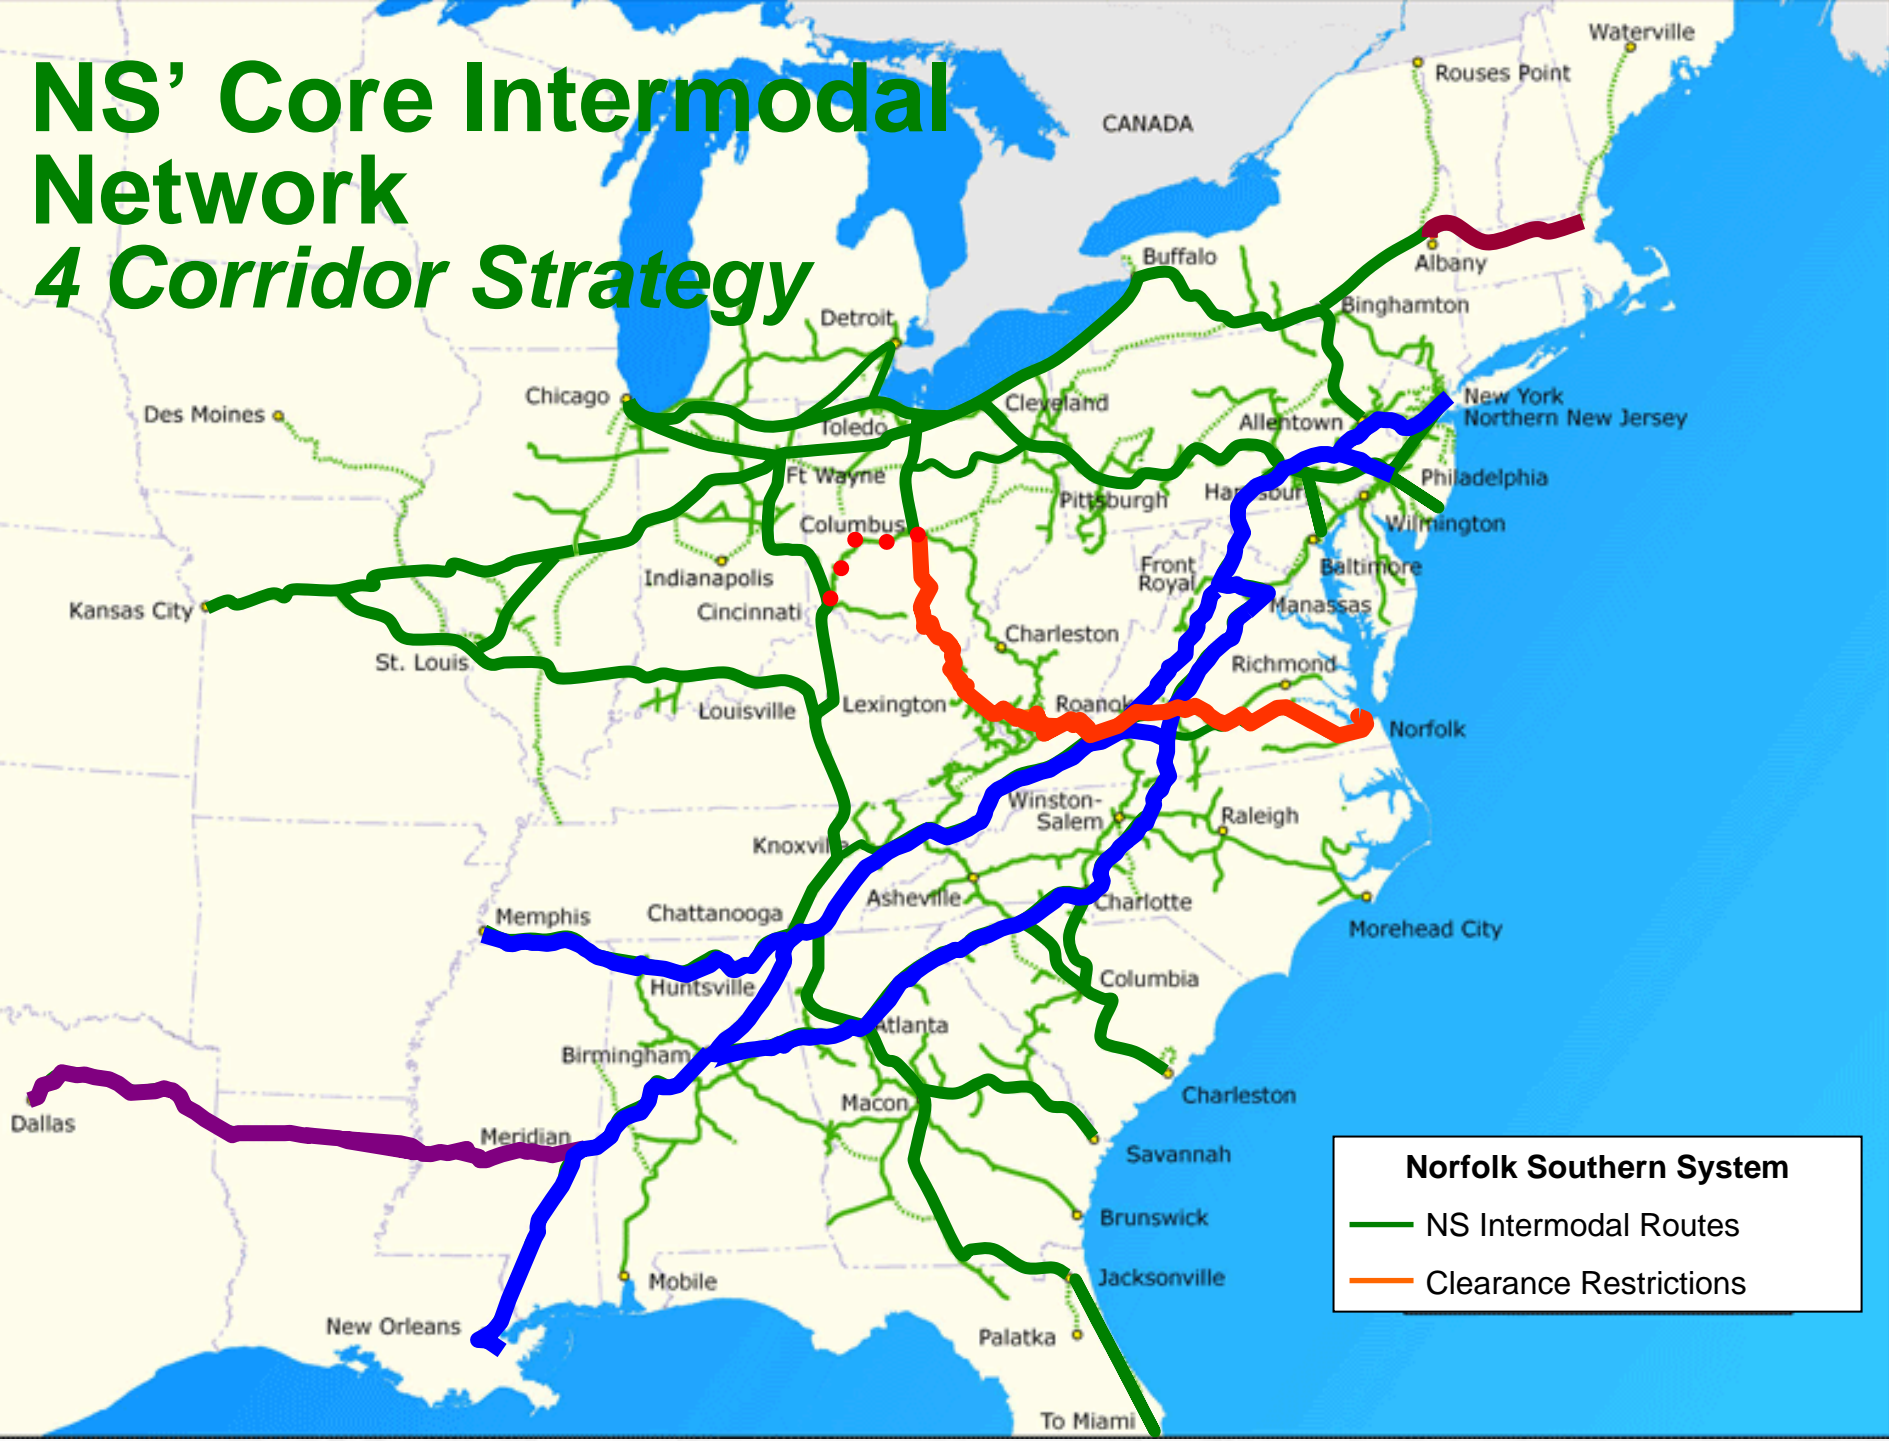 NS’ Core Intermodal
Network
4 Corridor Strategy
Waterville
Rouses Point
CANADA
Buffalo
Albany
Binghamton
Detroit
Chicago
Des Moines
Cleveland
Toledo
New York
Northern New Jersey
Allentown
Ft Wayne
Pittsburgh
Harrisburg
Philadelphia
Wilmington
Columbus
Indianapolis
Front
Royal
Baltimore
Cincinnati
Manassas
Kansas City
Charleston
St. Louis
Richmond
Louisville
Lexington
Roanok
Norfolk
Winston-
Salem
Raleigh
Knoxville
Asheville
Charlotte
Memphis
Chattanooga
Morehead City
Huntsville
Columbia
Atlanta
Birmingham
Macon
Charleston
Dallas
Meridian
Savannah
Brunswick
Mobile
Jacksonville
New Orleans
Palatka
To Miami
Norfolk Southern System
NS Intermodal Routes
Clearance Restrictions